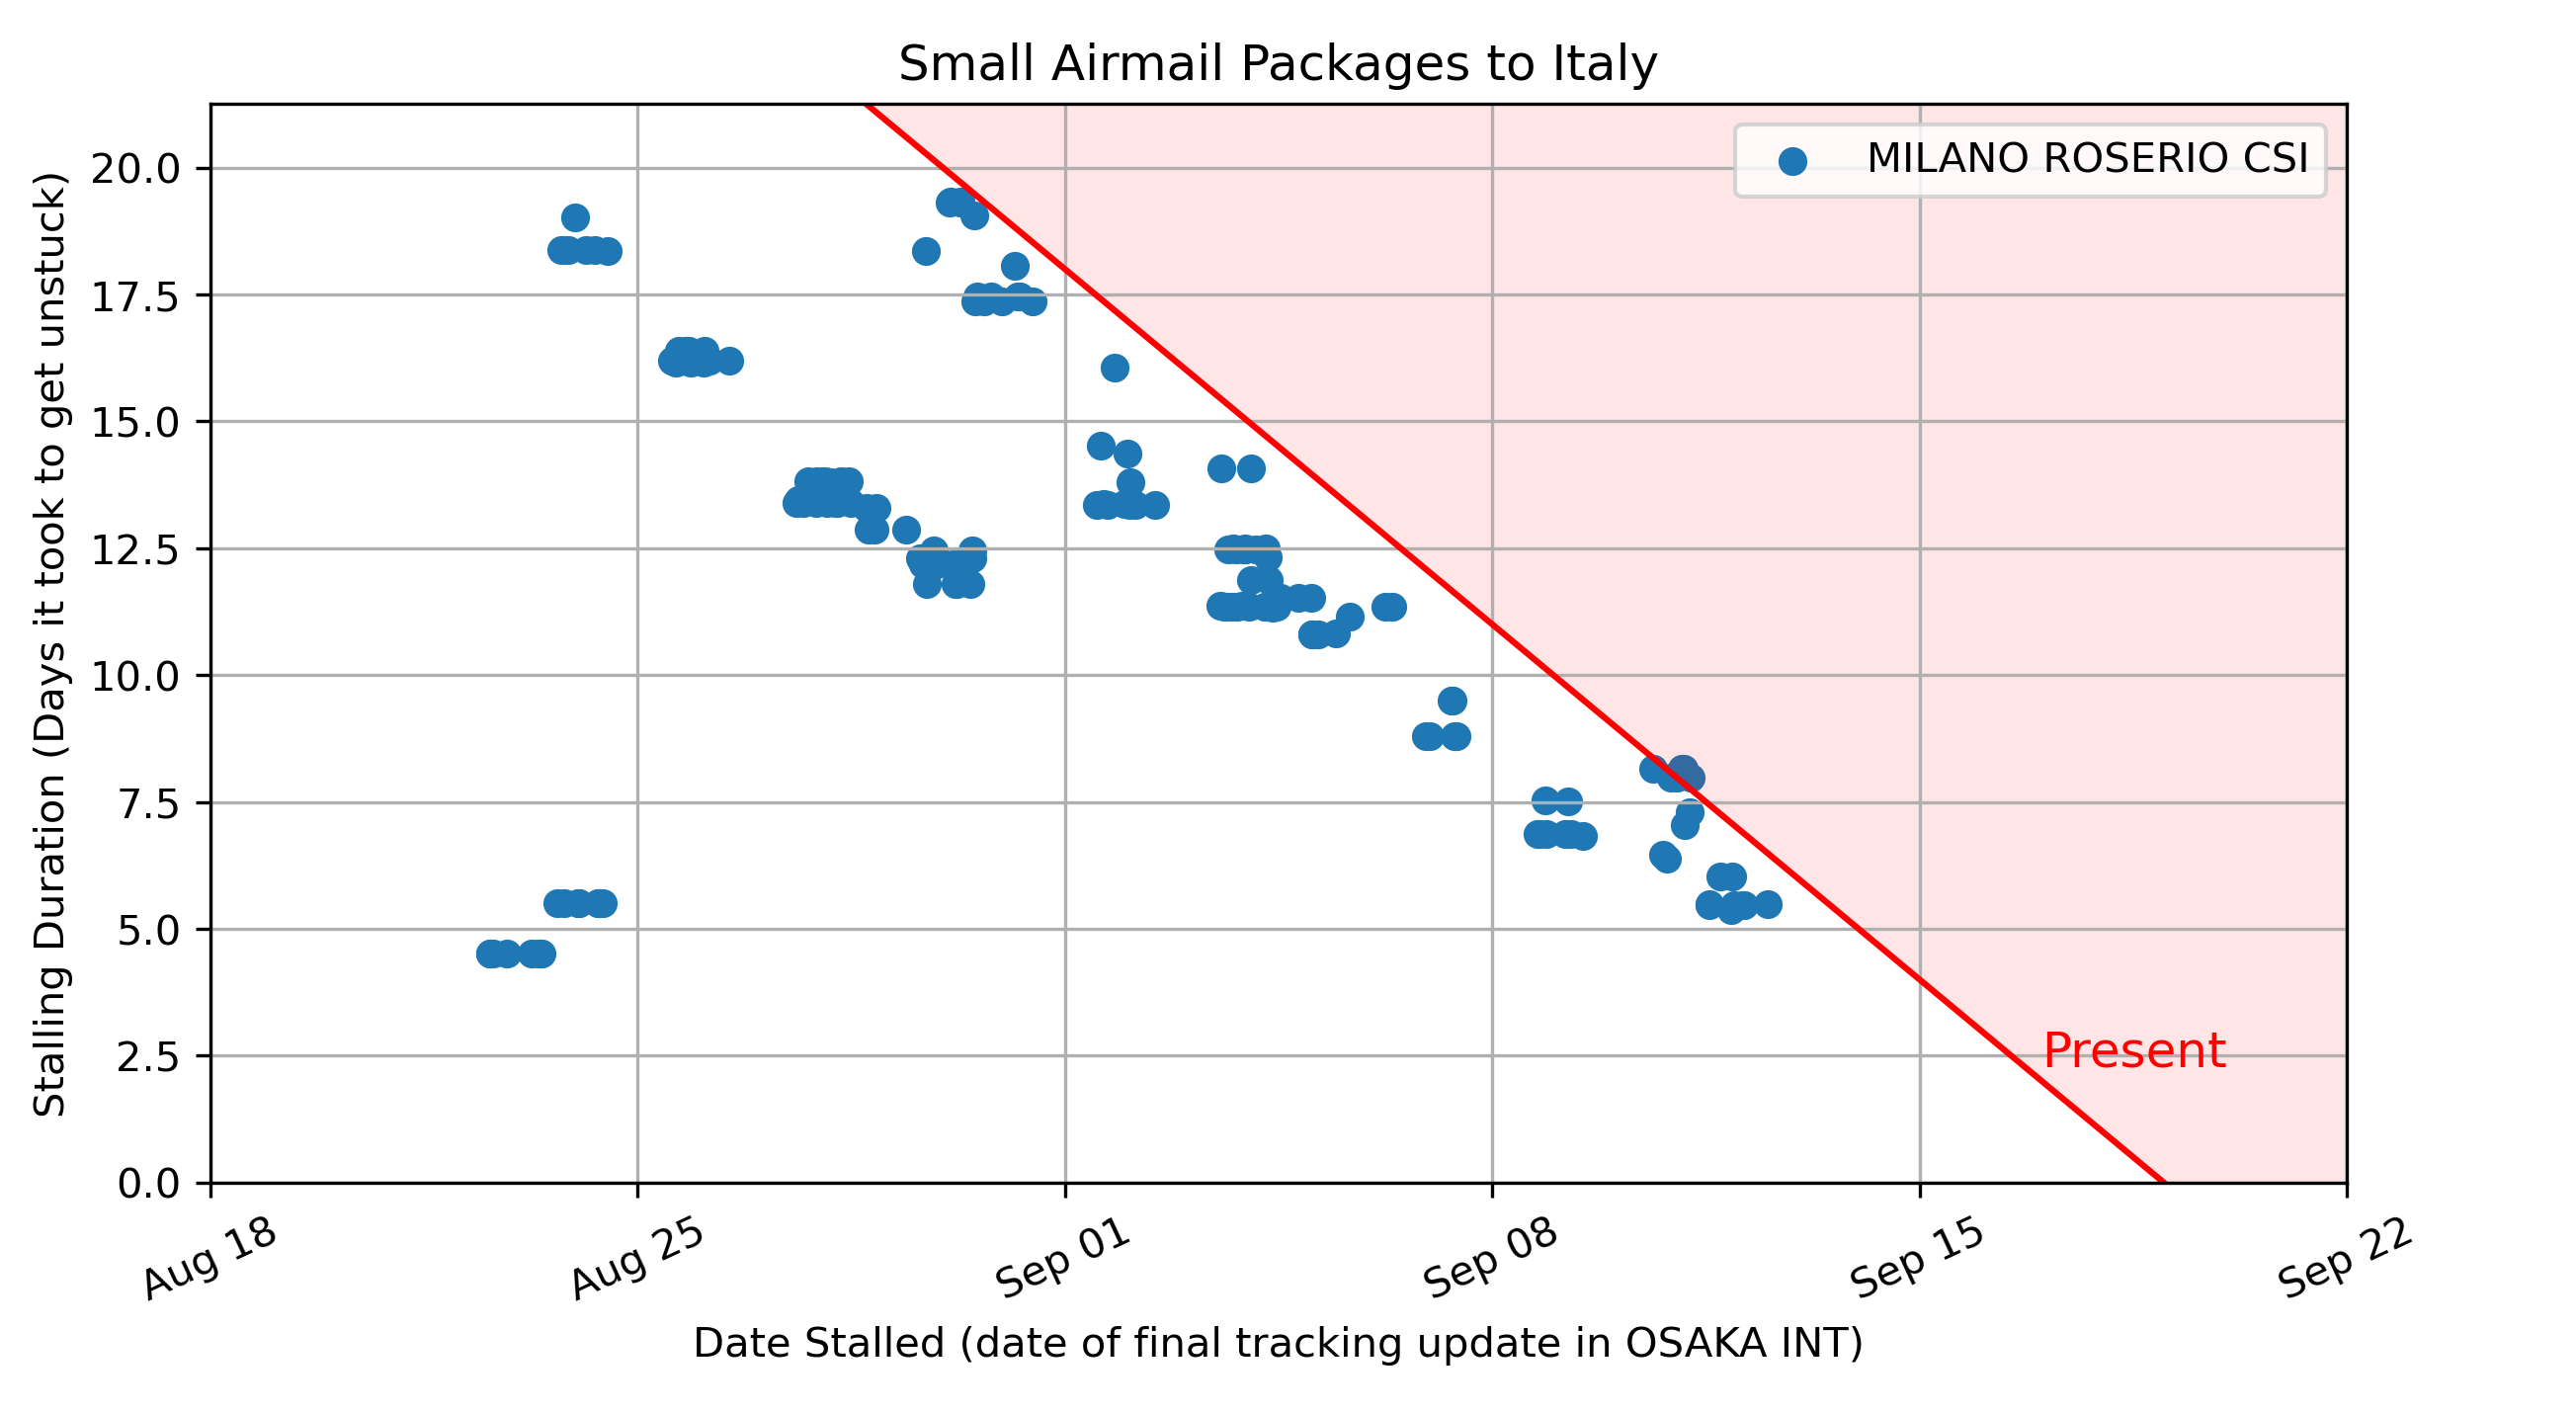 Small Airmail Packages to Italy
MILANO ROSERIO CSI
Stalling Duration (Days it took to get unstuck)
20.0
17.5
15.0
12.5
10.0
7.5
5.0
2.5
0.0
Present
Aug 18
Aug 25
Sep 01
Sep 08
Sep 15
Sep 22
Date Stalled (date of final tracking update in OSAKA INT)